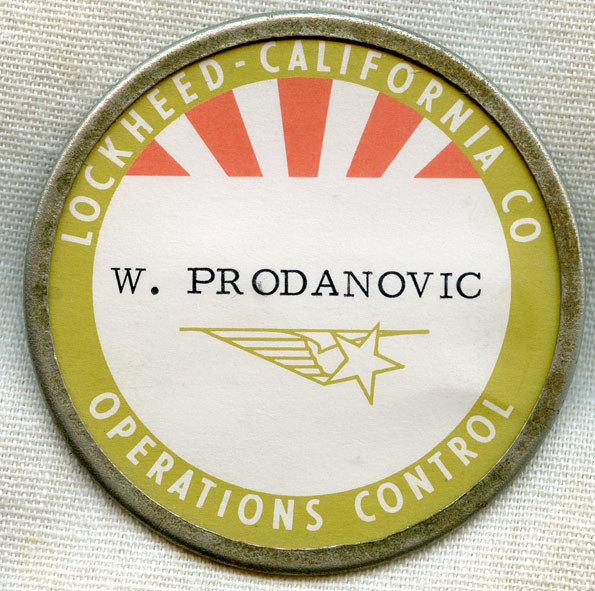 LOCKHEED-CALIFORNIA CO
W. PRODANOVIC
OPERATIONS CONTROL